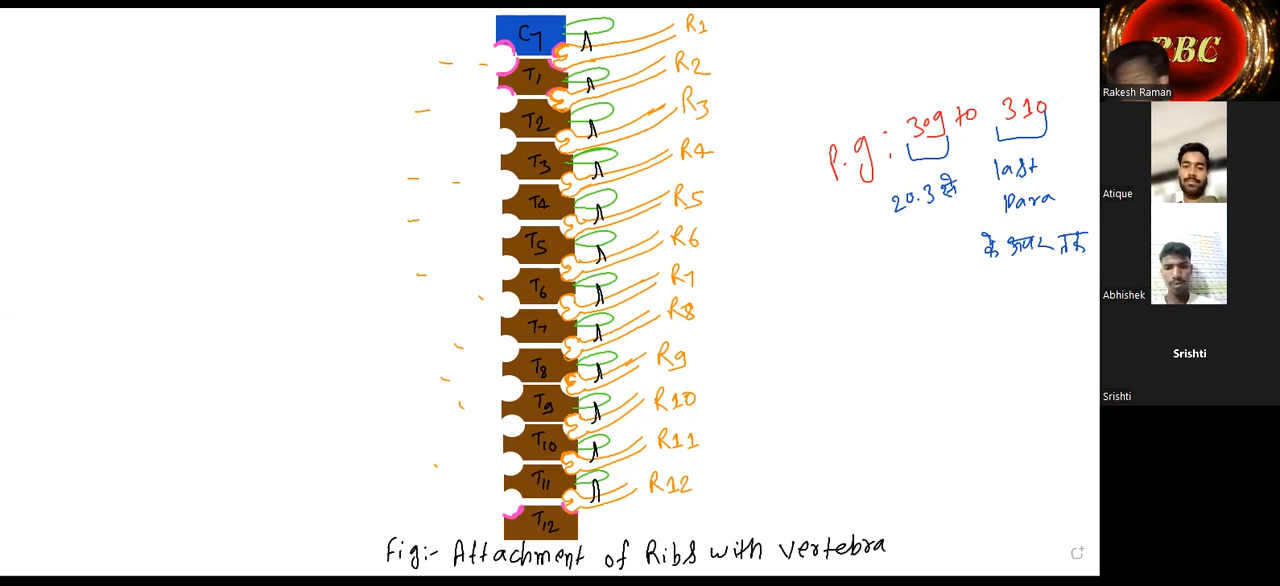 C7
T1
T2
T3
T4
T5
T6
T7
T8
T9
T10
T11
T12
R1
R2
R3
R4
R5
R6
R7
R8
R9
R10
R11
R12
P.g : 309 to 310
20.3 से
last
Para
के ऊपर तक
Fig:- Attachment of Ribs with vertebra
RBC
Rakesh Raman
Atique
Abhishek
Srishti
Srishti